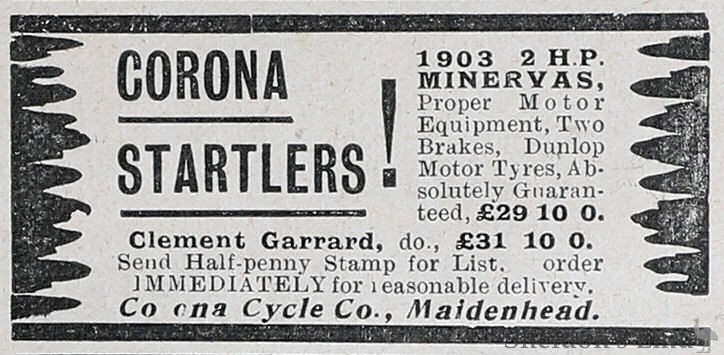 CORONA
STARTLERS!
1903 2 H.P.
MINERVAS,
Proper Motor
Equipment, Two
Brakes, Dunlop
Motor Tyres, Ab-
solutely Guaran-
teed, £29 10 0.
Clement Garrard, do., £31 10 0.
Send Half-penny Stamp for List. order
IMMEDIATELY for reasonable delivery.
Co ona Cycle Co., Maidenhead.